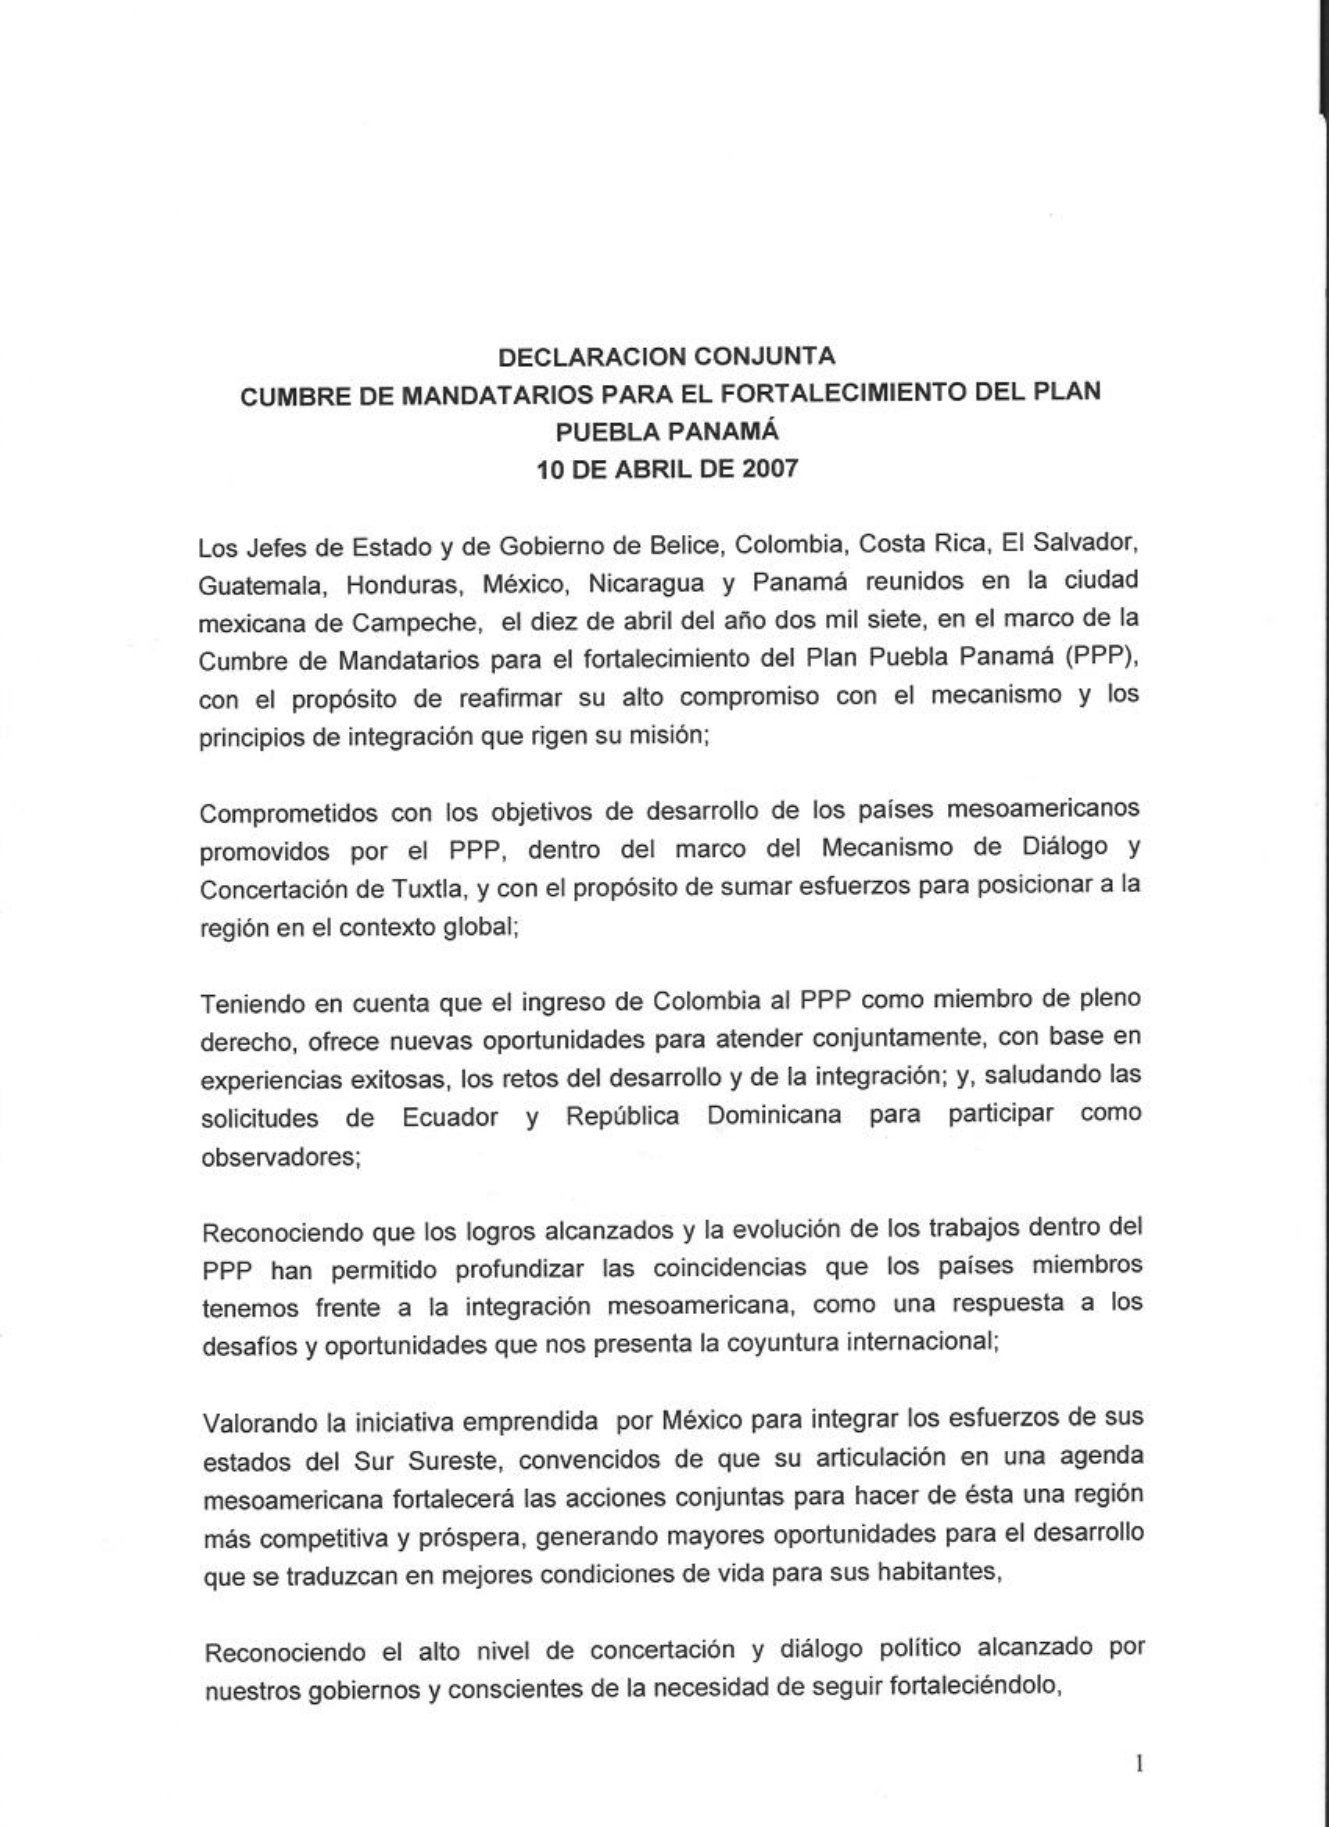 DECLARACION CONJUNTA
CUMBRE DE MANDATARIOS PARA EL FORTALECIMIENTO DEL PLAN
PUEBLA PANAMÁ
10 DE ABRIL DE 2007
Los Jefes de Estado y de Gobierno de Belice, Colombia, Costa Rica, El Salvador,
Guatemala, Honduras, México, Nicaragua y Panamá reunidos en la ciudad
mexicana de Campeche, el diez de abril del año dos mil siete, en el marco de la
Cumbre de Mandatarios para el fortalecimiento del Plan Puebla Panamá (PPP),
con el propósito de reafirmar su alto compromiso con el mecanismo y los
principios de integración que rigen su misión;
Comprometidos con los objetivos de desarrollo de los países mesoamericanos
promovidos por el PPP, dentro del marco del Mecanismo de Diálogo y
Concertación de Tuxtla, y con el propósito de sumar esfuerzos para posicionar a la
región en el contexto global;
Teniendo en cuenta que el ingreso de Colombia al PPP como miembro de pleno
derecho, ofrece nuevas oportunidades para atender conjuntamente, con base en
experiencias exitosas, los retos del desarrollo y de la integración; y, saludando las
solicitudes de Ecuador y República Dominicana para participar como
observadores;
Reconociendo que los logros alcanzados y la evolución de los trabajos dentro del
PPP han permitido profundizar las coincidencias que los países miembros
tenemos frente a la integración mesoamericana, como una respuesta a los
desafíos y oportunidades que nos presenta la coyuntura internacional;
Valorando la iniciativa emprendida por México para integrar los esfuerzos de sus
estados del Sur Sureste, convencidos de que su articulación en una agenda
mesoamericana fortalecerá las acciones conjuntas para hacer de ésta una región
más competitiva y próspera, generando mayores oportunidades para el desarrollo
que se traduzcan en mejores condiciones de vida para sus habitantes,
Reconociendo el alto nivel de concertación y diálogo político alcanzado por
nuestros gobiernos y conscientes de la necesidad de seguir fortaleciéndolo,
1